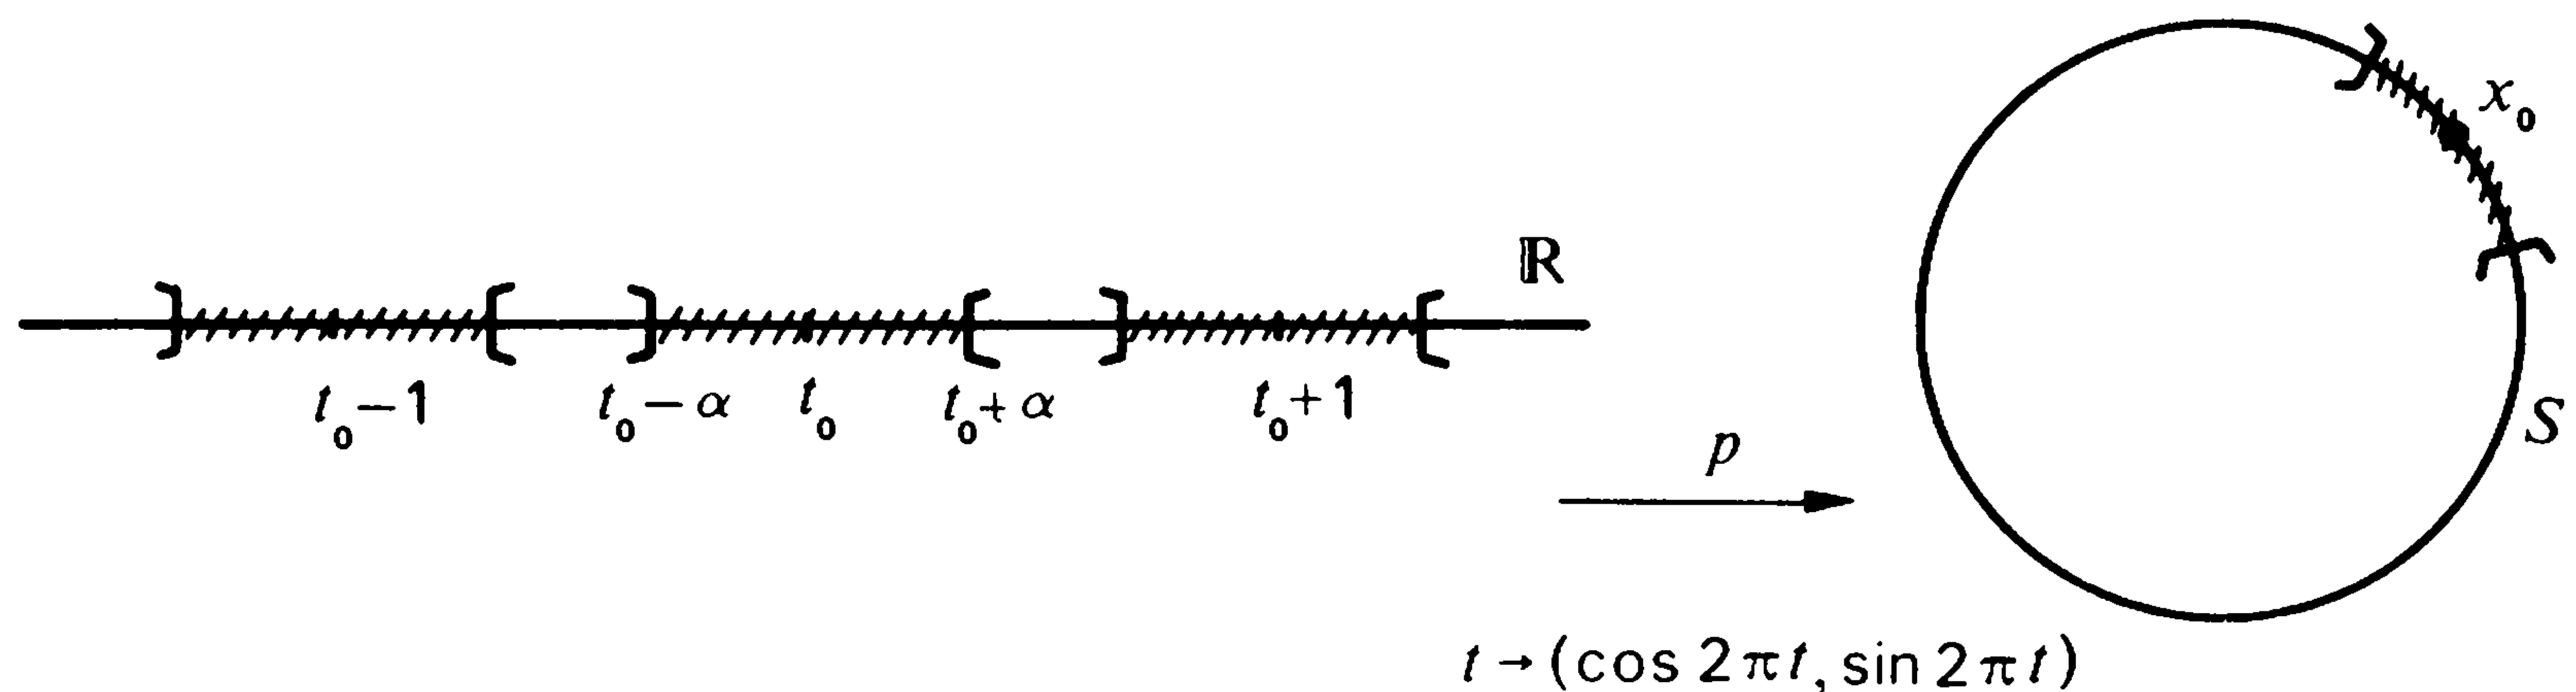 x₀
ℝ
t₀−1 t₀−α t₀ t₀+α t₀+1
S
p
t→(cos 2πt, sin 2πt)